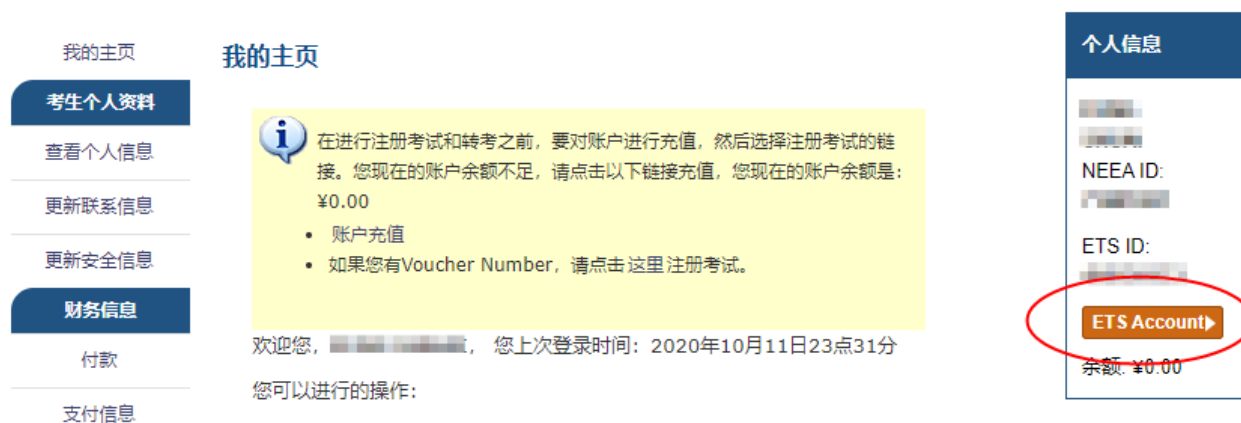 我的主页
考生个人资料
查看个人信息
更新联系信息
更新安全信息
财务信息
付款
支付信息
我的主页
在进行注册考试和转考之前，要对账户进行充值，然后选择注册考试的链
接。您现在的账户余额不足，请点击以下链接充值，您现在的账户余额是：
¥0.00
• 账户充值
• 如果您有Voucher Number，请点击这里注册考试。
欢迎您，，您上次登录时间：2020年10月11日23点31分
您可以进行的操作：
个人信息
NEEA ID:
ETS ID:
ETS Account
余额: ¥0.00